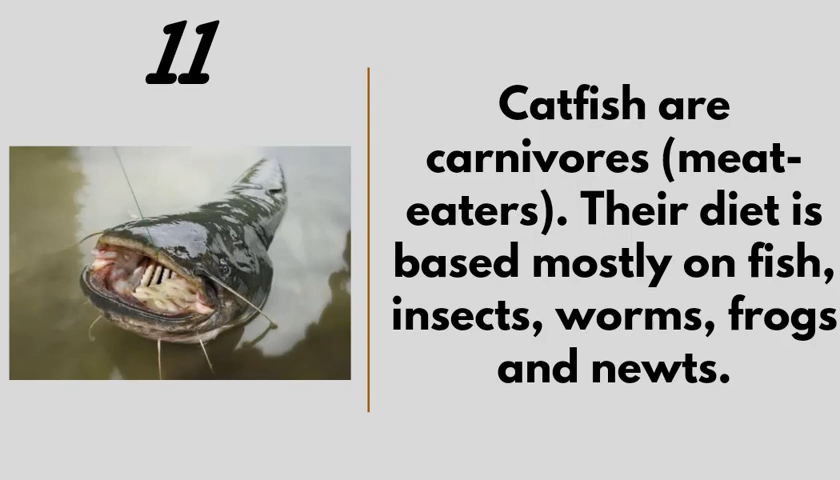 11
Catfish are
carnivores (meat-
eaters). Their diet is
based mostly on fish,
insects, worms, frogs
and newts.